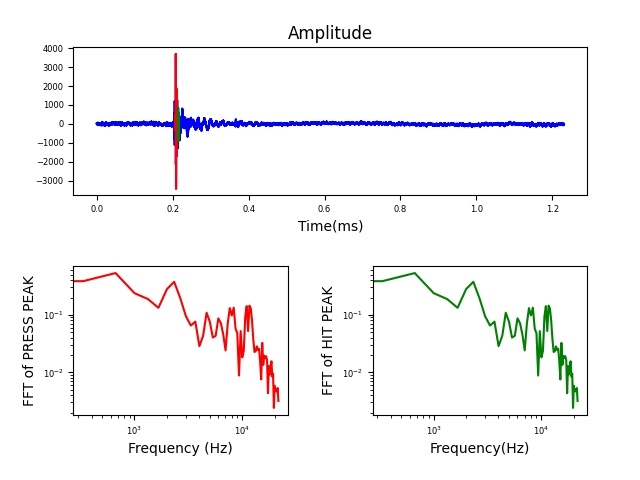 Amplitude
4000
3000
2000
1000
0
−1000
−2000
−3000
0.0 0.2 0.4 0.6 0.8 1.0 1.2
Time(ms)
FFT of PRESS PEAK
10⁻¹
10⁻²
10³ 10⁴
Frequency (Hz)
FFT of HIT PEAK
10⁻¹
10⁻²
10³ 10⁴
Frequency(Hz)